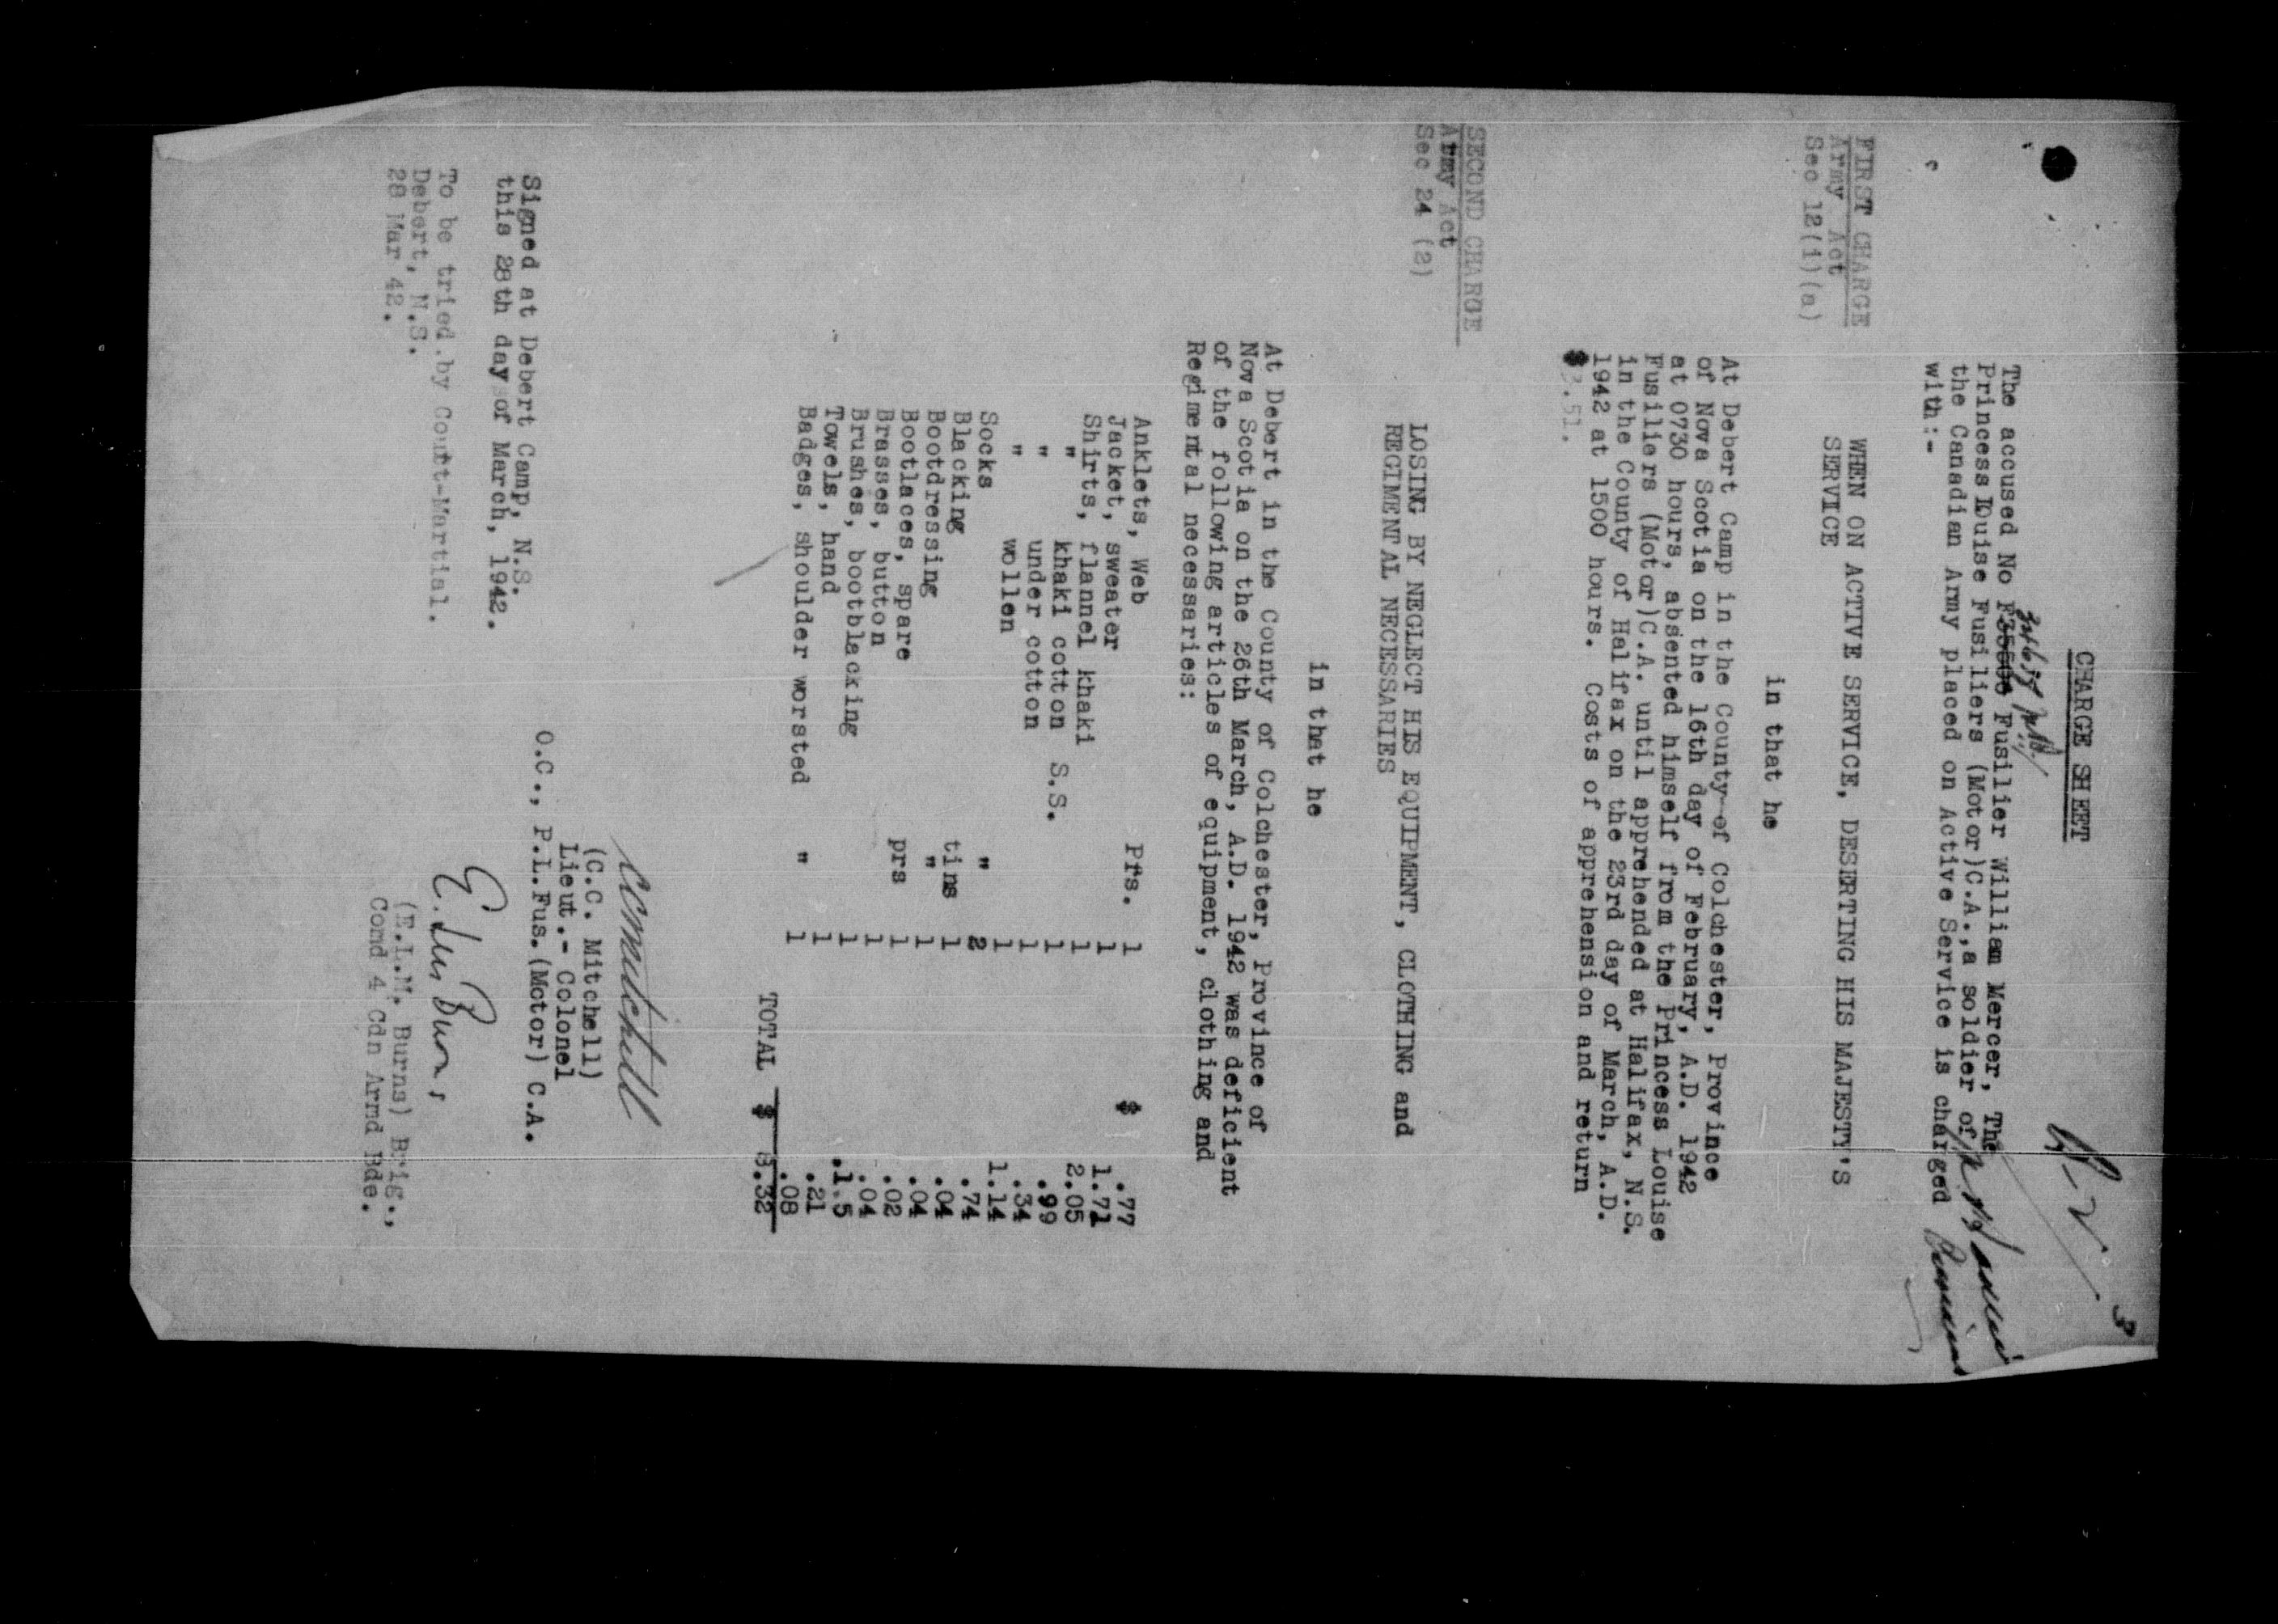 3
CHARGE SHEET
The accused No F35606 Fusilier William Mercer, The
Princess Louise Fusiliers (Motor)C.A.,a soldier of
the Canadian Army placed on Active Service is charged
with:-
FIRST CHARGE
Army Act
Sec 12(1)(a)
WHEN ON ACTIVE SERVICE, DESERTING HIS MAJESTY'S
SERVICE
in that he
At Debert Camp in the County of Colchester, Province
of Nova Scotia on the 16th day of February, A.D. 1942
at 0730 hours, absented himself from the Princess Louise
Fusiliers (Motor)C.A. until apprehended at Halifax, N.S.
in the County of Halifax on the 23rd day of March, A.D.
1942 at 1500 hours. Costs of apprehension and return
.51.
SECOND CHARGE
Army Act
Sec 24 (2)
LOSING BY NEGLECT HIS EQUIPMENT, CLOTHING and
REGIMENTAL NECESSARIES
in that he
At Debert in the County of Colchester, Province of
Nova Scotia on the 26th March, A.D. 1942 was deficient
of the following articles of equipment, clothing and
Regimental necessaries:
Anklets, Web Prs. 1 $ .77
Jacket, sweater 1 1.71
Shirts, flannel khaki 1 2.05
" khaki cotton S.S. 1 .99
" under cotton 1 .34
" wollen 1 1.14
Socks " 2 .74
Blacking tins 1 .04
Bootdressing " 1 .04
Bootlaces, spare prs 1 .02
Brasses, button 1 .04
Brushes, bootblacking 1 .15
Towels, hand 1 .21
Badges, shoulder worsted " 1 .08
TOTAL $ 8.32
CCMitchell
(C.C. Mitchell)
Lieut.- Colonel
O.C., P.L.Fus.(Motor) C.A.
Signed at Debert Camp, N.S.
this 28th day of March, 1942.
To be tried by Court-Martial.
Debert, N.S.
28 Mar 42.
E.L.M. Burns
(E.L.M. Burns) Brig.,
Comd 4 Cdn Armd Bde.